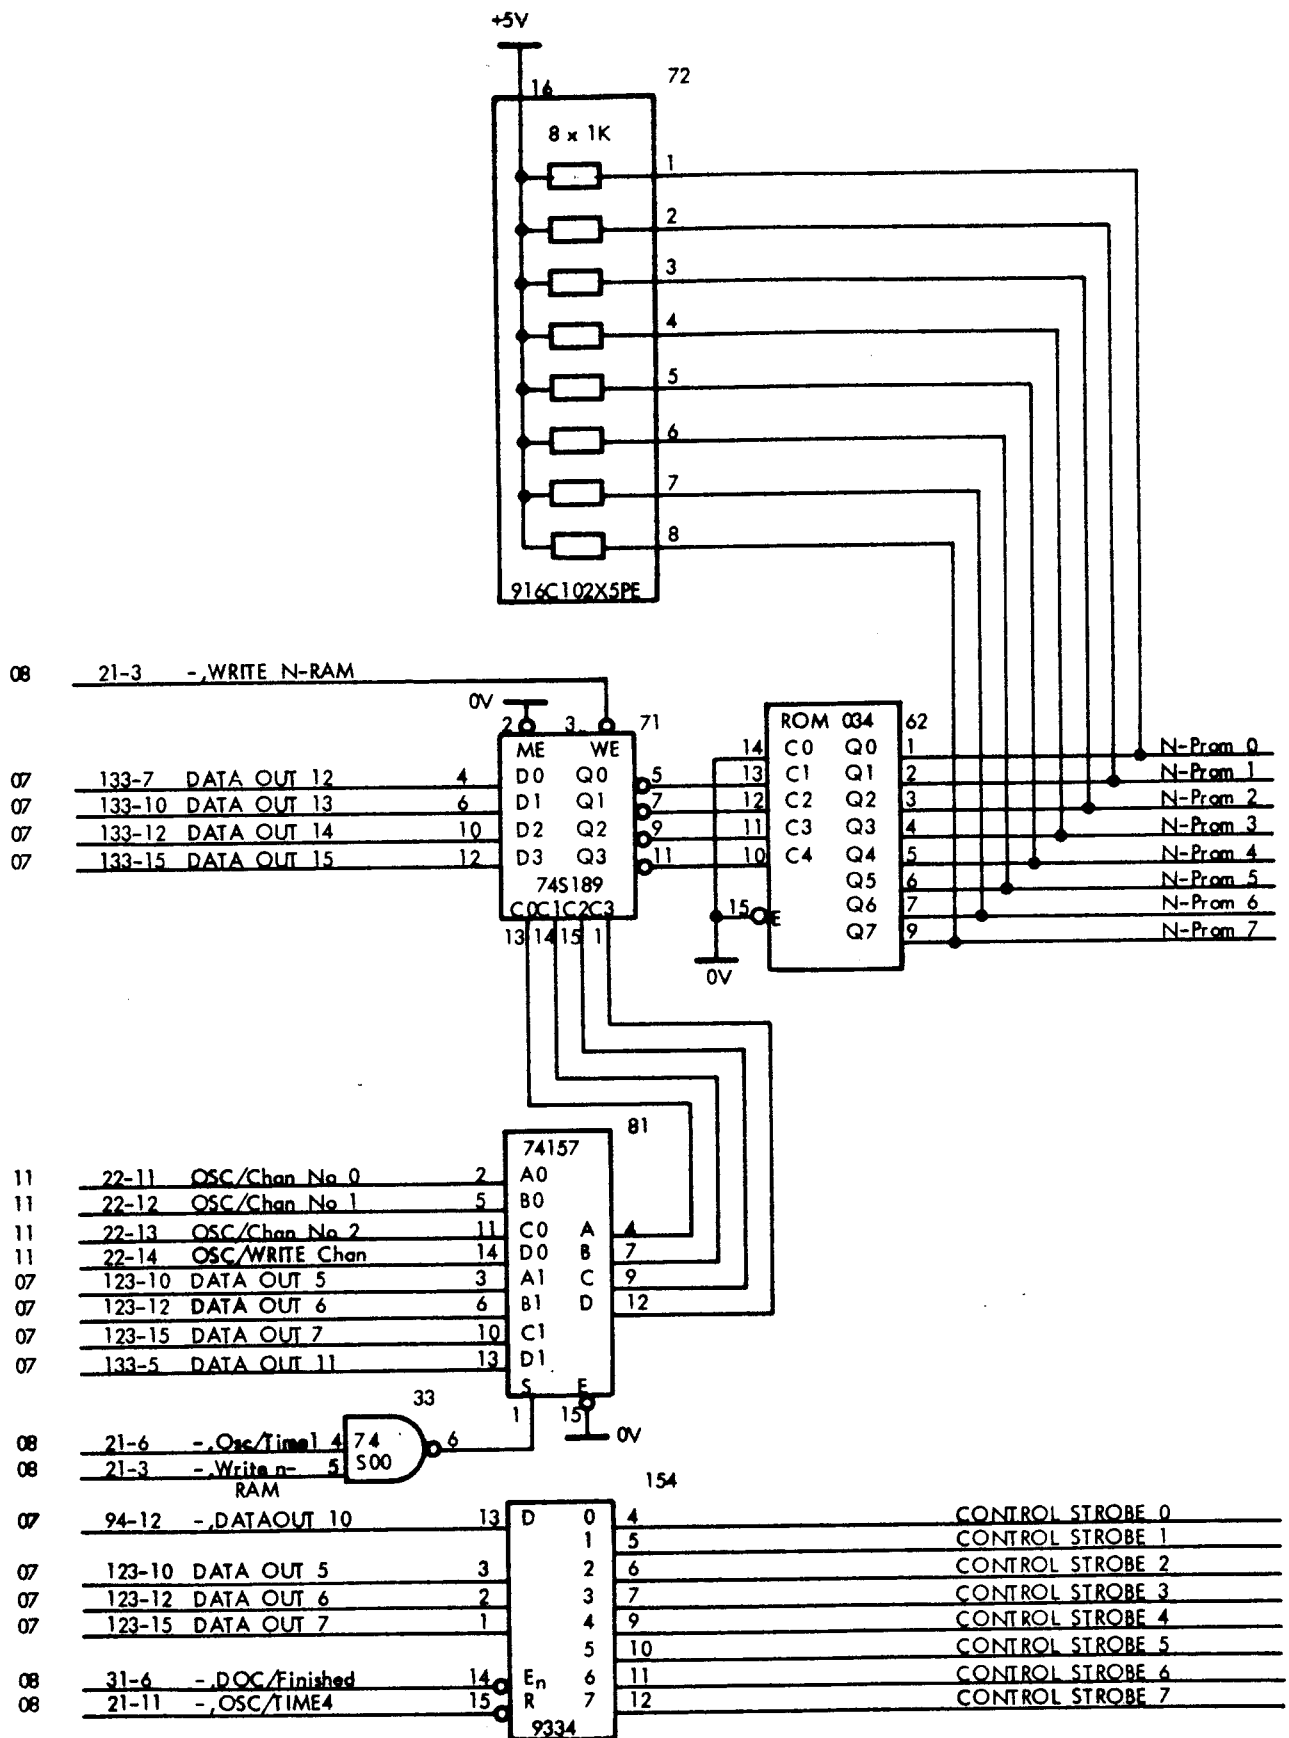 +5V
72
16
8 x 1K
1
2
3
4
5
6
7
8
916C102X5PE
08 21-3 -,WRITE N-RAM
0V
2 3 71
ME WE
07 133-7 DATA OUT 12 4 D0 Q0 5
07 133-10 DATA OUT 13 6 D1 Q1 7
07 133-12 DATA OUT 14 10 D2 Q2 9
07 133-15 DATA OUT 15 12 D3 Q3 11
74S189
C0 C1 C2 C3
13 14 15 1
ROM 034 62
14 C0 Q0 1 N-Prom 0
13 C1 Q1 2 N-Prom 1
12 C2 Q2 3 N-Prom 2
11 C3 Q3 4 N-Prom 3
10 C4 Q4 5 N-Prom 4
Q5 6 N-Prom 5
15 E Q6 7 N-Prom 6
Q7 9 N-Prom 7
0V
81
74157
11 22-11 OSC/Chan No 0 2 A0
11 22-12 OSC/Chan No 1 5 B0
11 22-13 OSC/Chan No 2 11 C0 A 4
11 22-14 OSC/WRITE Chan 14 D0 B 7
07 123-10 DATA OUT 5 3 A1 C 9
07 123-12 DATA OUT 6 6 B1 D 12
07 123-15 DATA OUT 7 10 C1
07 133-5 DATA OUT 11 13 D1
S E
1 15
0V
33
08 21-6 -,Osc/Time1 4 74 6
08 21-3 -,Write n- 5 S00
RAM
154
07 94-12 -,DATAOUT 10 13 D 0 4 CONTROL STROBE 0
1 5 CONTROL STROBE 1
07 123-10 DATA OUT 5 3 2 6 CONTROL STROBE 2
07 123-12 DATA OUT 6 2 3 7 CONTROL STROBE 3
07 123-15 DATA OUT 7 1 4 9 CONTROL STROBE 4
5 10 CONTROL STROBE 5
08 31-6 -,DOC/Finished 14 En 6 11 CONTROL STROBE 6
08 21-11 -,OSC/TIME4 15 R 7 12 CONTROL STROBE 7
9334